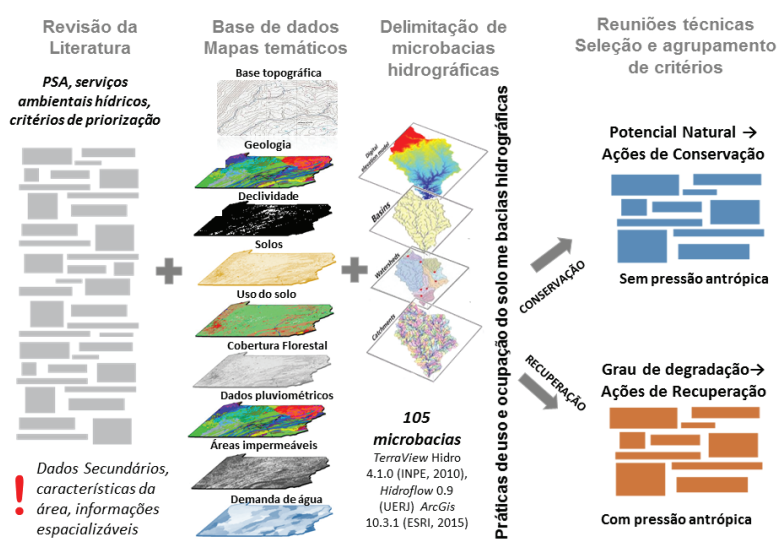 Revisão da
Literatura
PSA, serviços
ambientais hídricos,
critérios de priorização
!
Dados Secundários,
características da
área, informações
espacializáveis
Base de dados
Mapas temáticos
Base topográfica
Geologia
Declividade
Solos
Uso do solo
Cobertura Florestal
Dados pluviométricos
Áreas impermeáveis
Demanda de água
Delimitação de
microbacias
hidrográficas
Digital
elevation model
Basins
Watersheds
Catchments
105
microbacias
TerraView Hidro
4.1.0 (INPE, 2010),
Hidroflow 0.9
(UERJ) ArcGis
10.3.1 (ESRI, 2015)
Práticas de uso e ocupação do solo me bacias hidrográficas
CONSERVAÇÃO
RECUPERAÇÃO
Reuniões técnicas
Seleção e agrupamento
de critérios
Potencial Natural →
Ações de Conservação
Sem pressão antrópica
Grau de degradação→
Ações de Recuperação
Com pressão antrópica